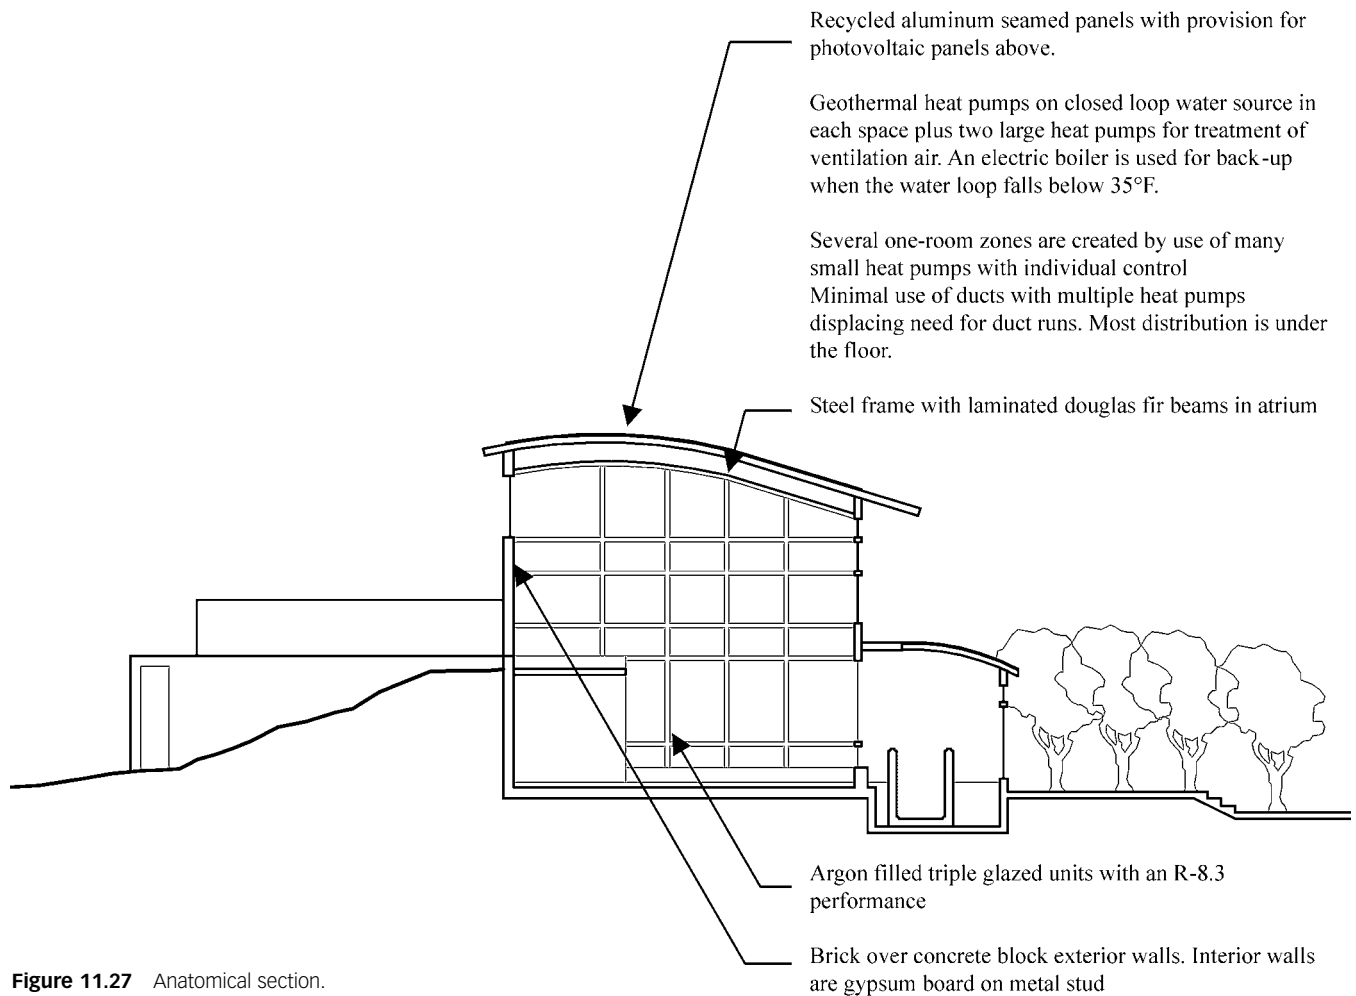 Recycled aluminum seamed panels with provision for
photovoltaic panels above.
Geothermal heat pumps on closed loop water source in
each space plus two large heat pumps for treatment of
ventilation air. An electric boiler is used for back-up
when the water loop falls below 35°F.
Several one-room zones are created by use of many
small heat pumps with individual control
Minimal use of ducts with multiple heat pumps
displacing need for duct runs. Most distribution is under
the floor.
Steel frame with laminated douglas fir beams in atrium
Argon filled triple glazed units with an R-8.3
performance
Brick over concrete block exterior walls. Interior walls
are gypsum board on metal stud
Figure 11.27 Anatomical section.